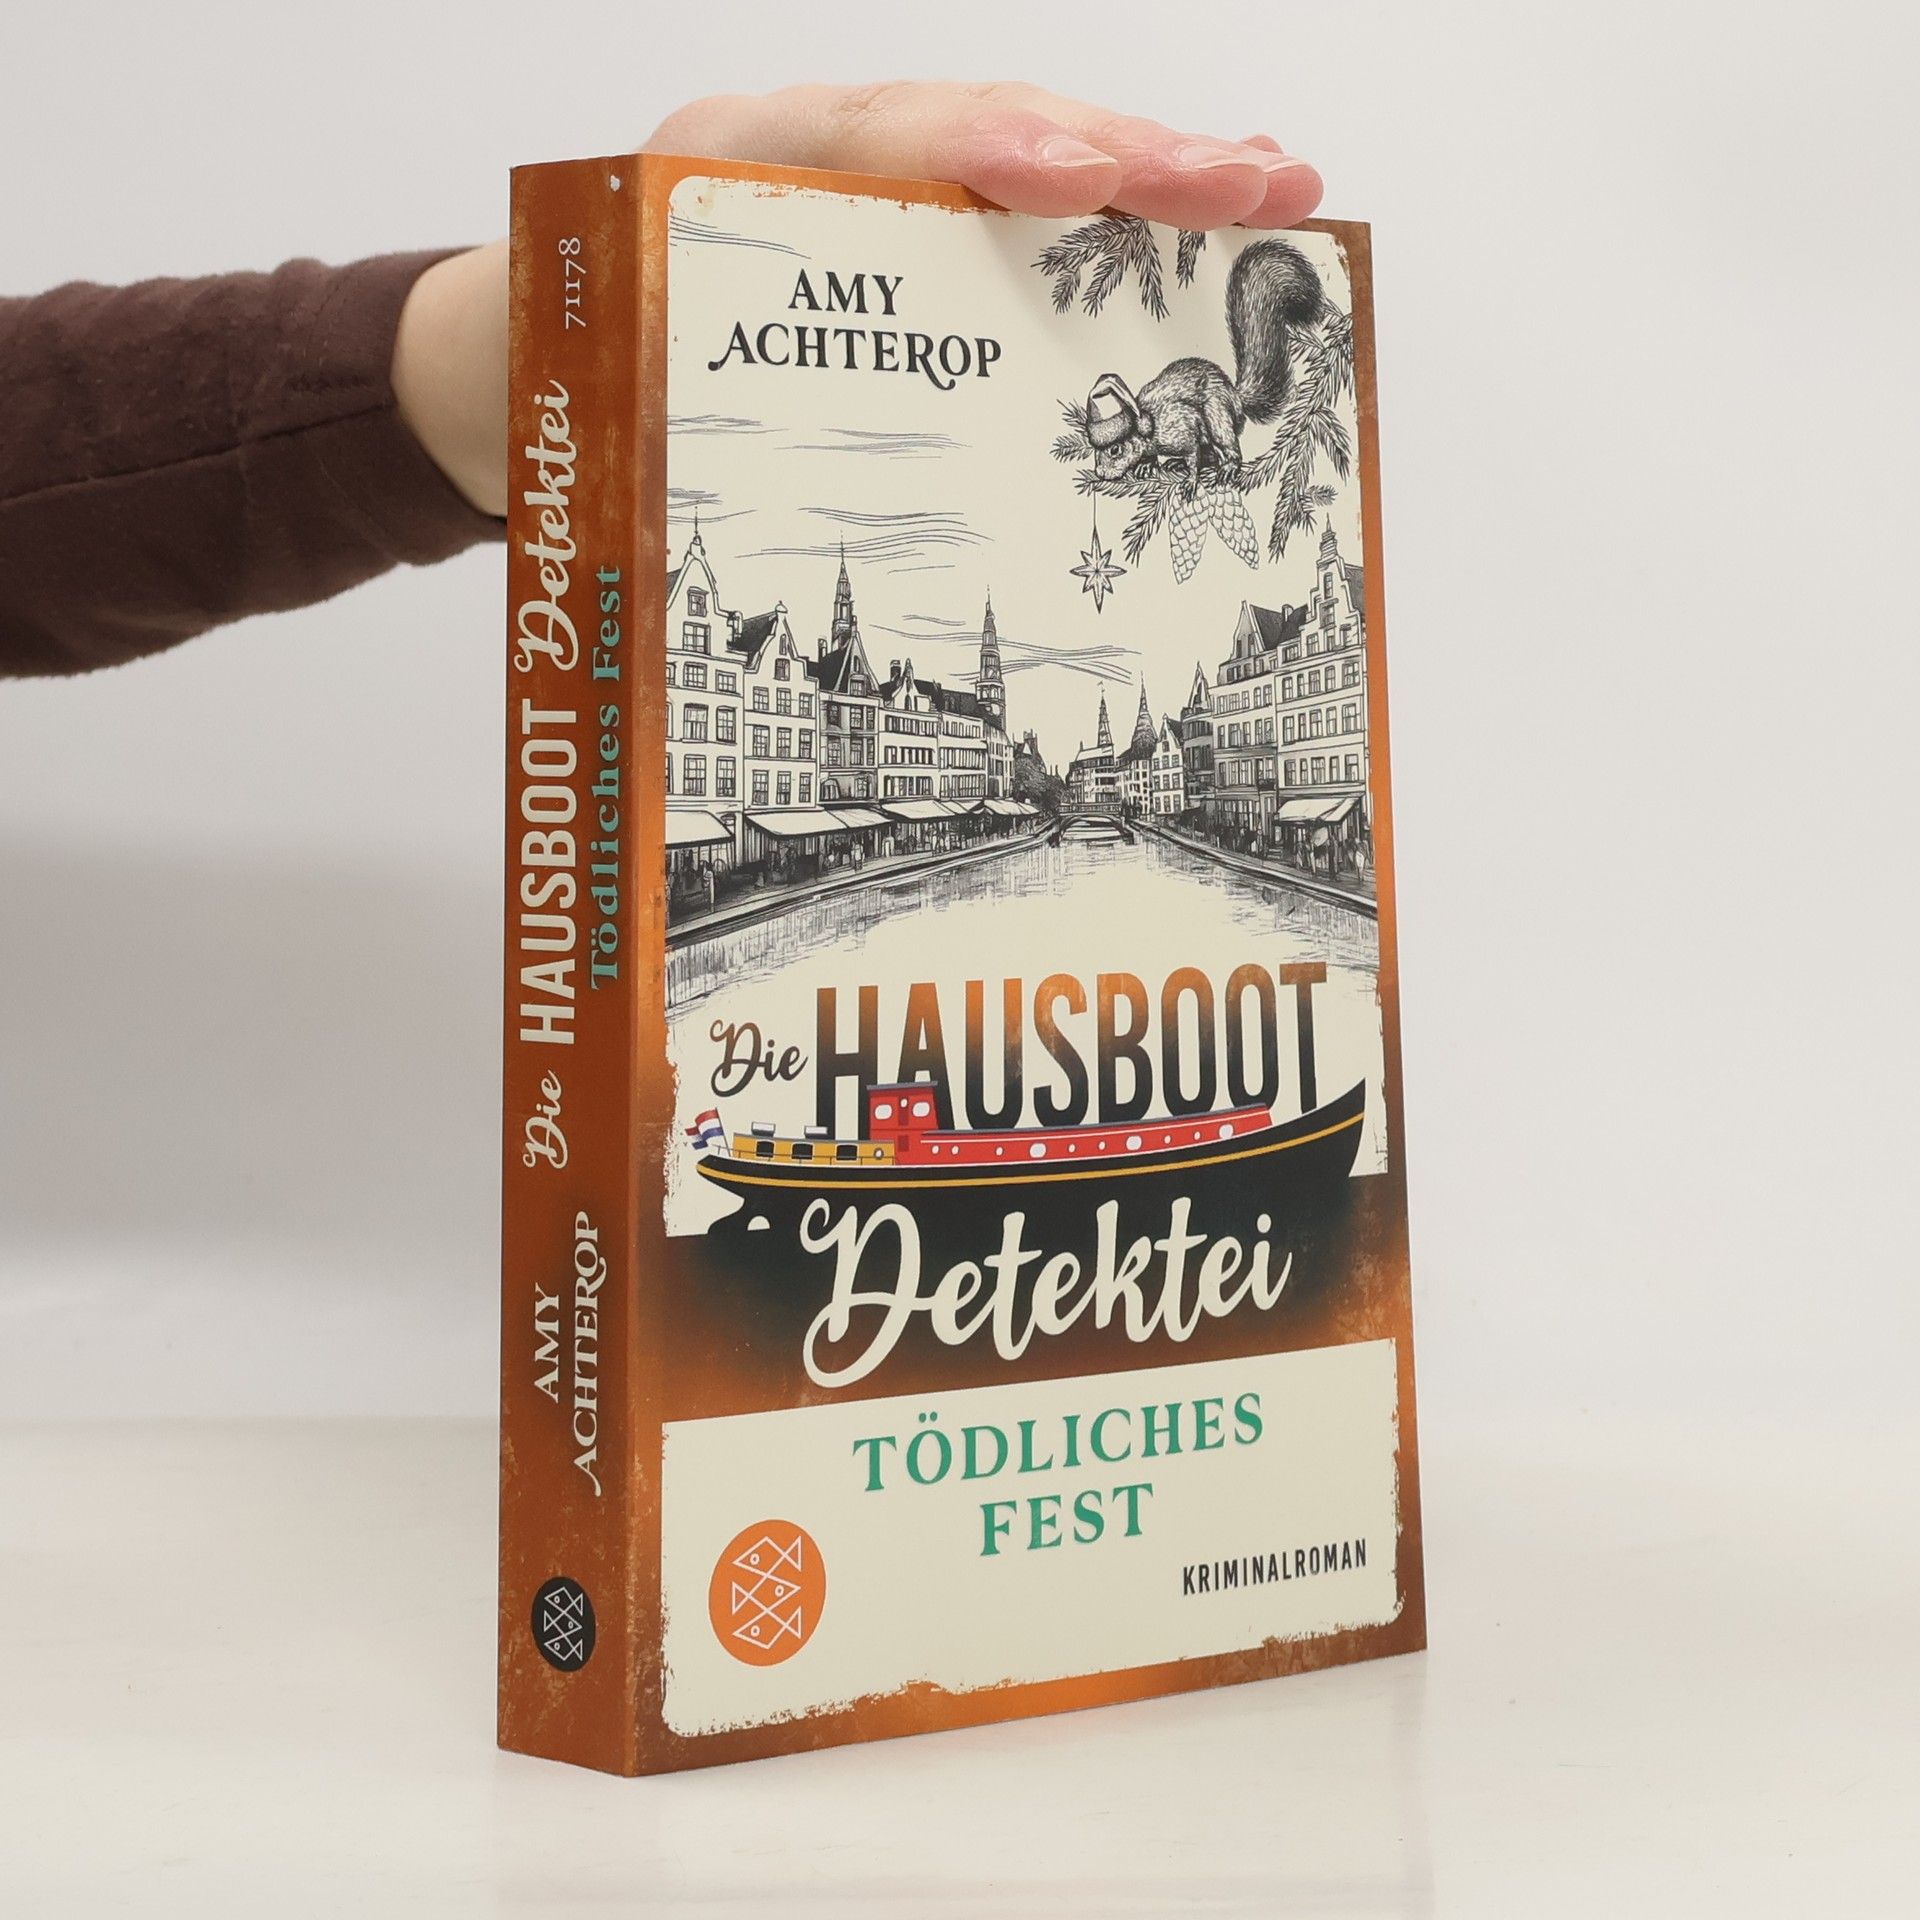 AMY
ACHTEROP
Die HAUSBOOT
Detektei
TÖDLICHES
FEST
KRIMINALROMAN
71178
Die HAUSBOOT Detektei
Tödliches Fest
AMY
ACHTEROP